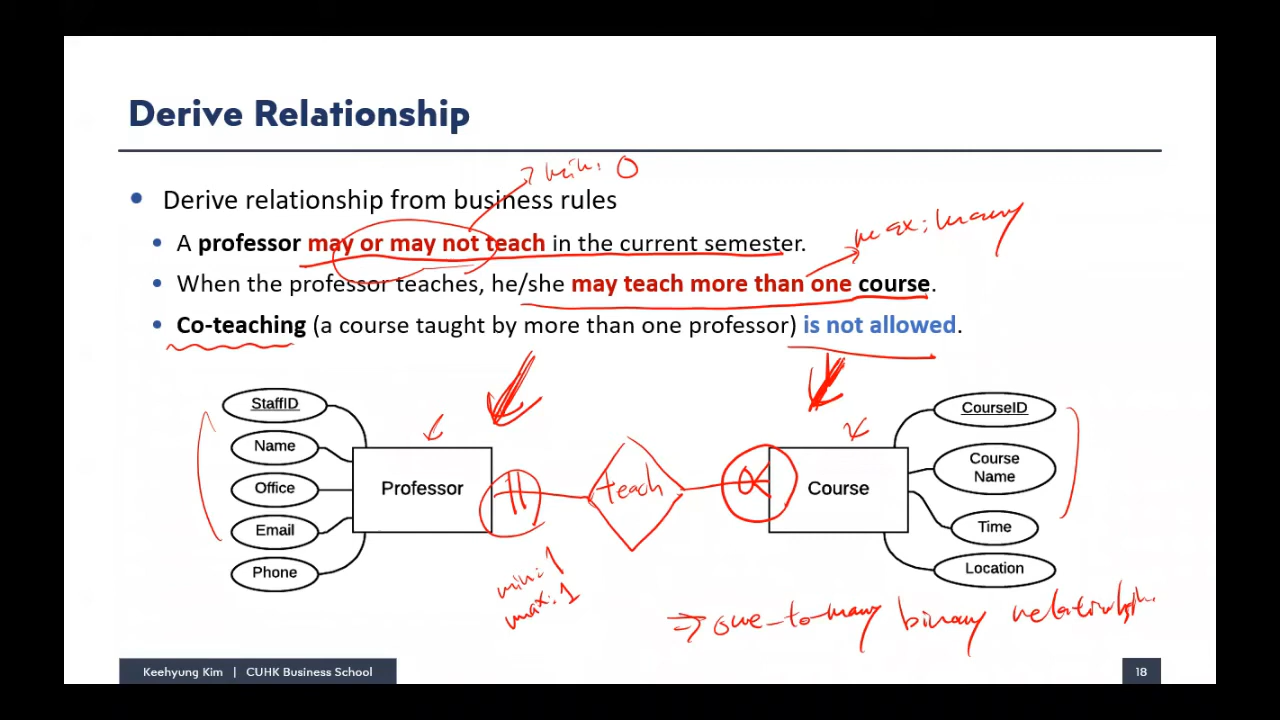 Derive Relationship
min: 0
Derive relationship from business rules
max: many
A professor may or may not teach in the current semester.
When the professor teaches, he/she may teach more than one course.
Co-teaching (a course taught by more than one professor) is not allowed.
StaffID
Name
Office
Email
Phone
Professor
teach
Course
CourseID
Course
Name
Time
Location
min: 1
max: 1
⇒ one-to-many binary relationship
Keehyung Kim | CUHK Business School
18